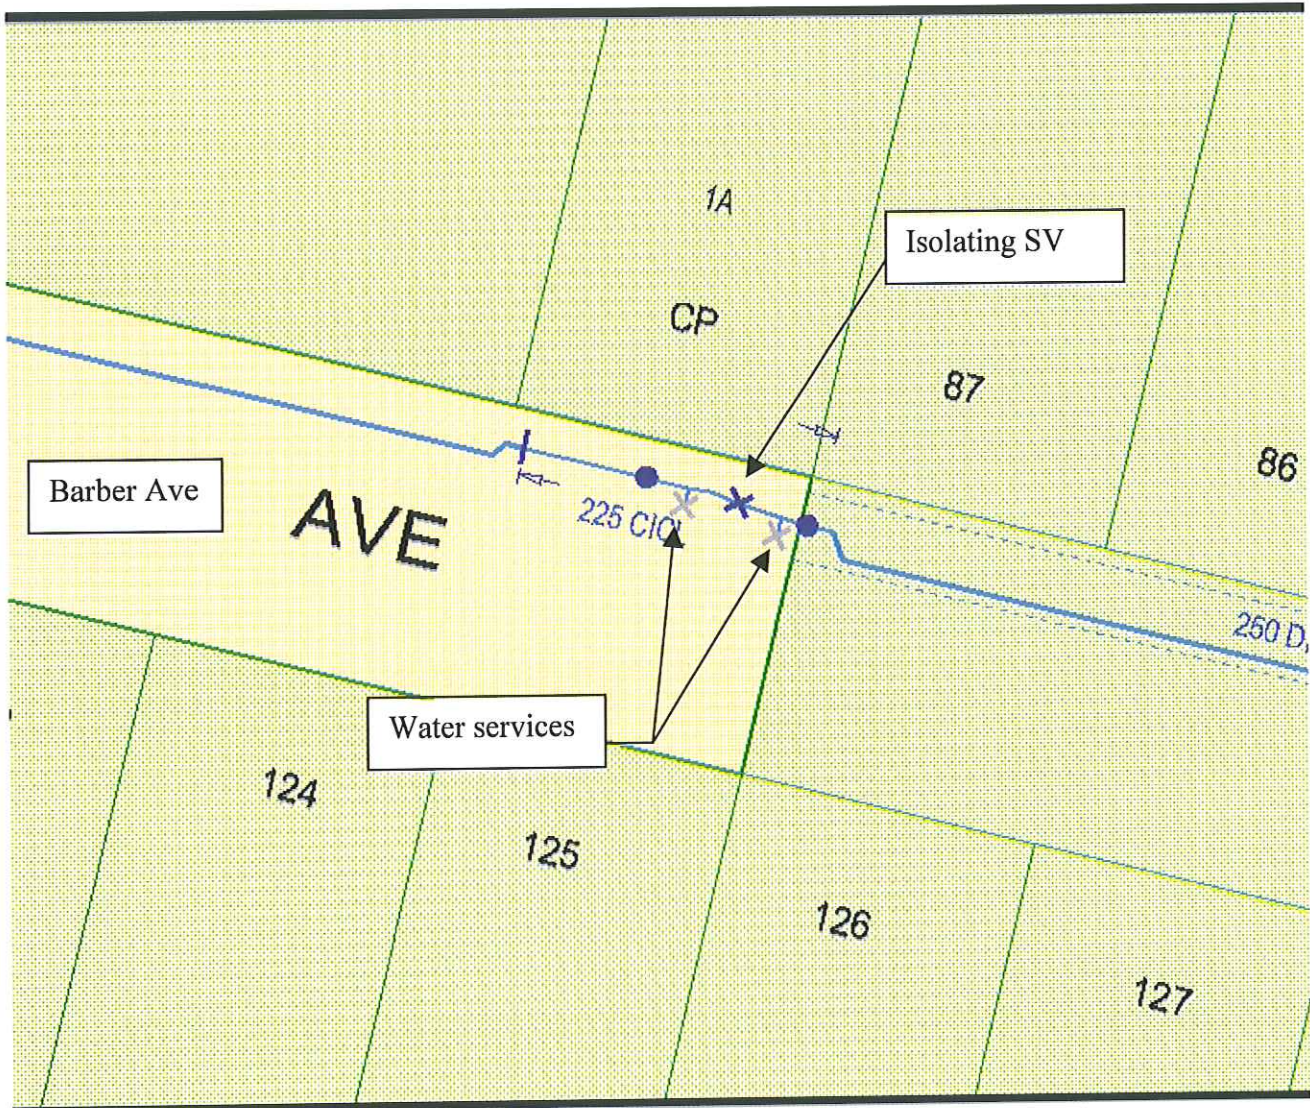 1A
Isolating SV
CP
87
86
Barber Ave
AVE
225 CICL
250 D
Water services
124
125
126
127